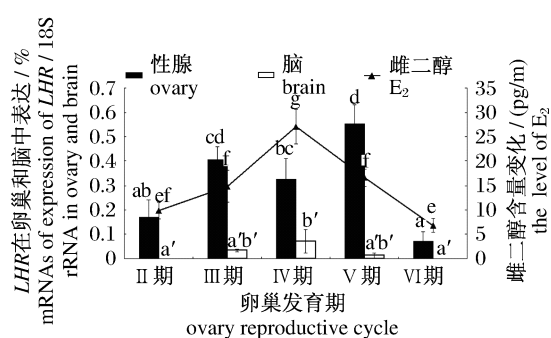 性腺 ovary
脑 brain
雌二醇 E₂
LHR在卵巢和脑中表达 / %
mRNAs of expression of LHR / 18S
rRNA in ovary and brain
0.7
0.6
0.5
0.4
0.3
0.2
0.1
0
ab
ef
a′
cd
f
a′b′
g
bc
b′
d
f
a′b′
e
a
a′
35
30
25
20
15
10
5
0
雌二醇含量变化 / (pg/m)
the level of E₂
Ⅱ期 Ⅲ期 Ⅳ期 Ⅴ期 Ⅵ期
卵巢发育期
ovary reproductive cycle